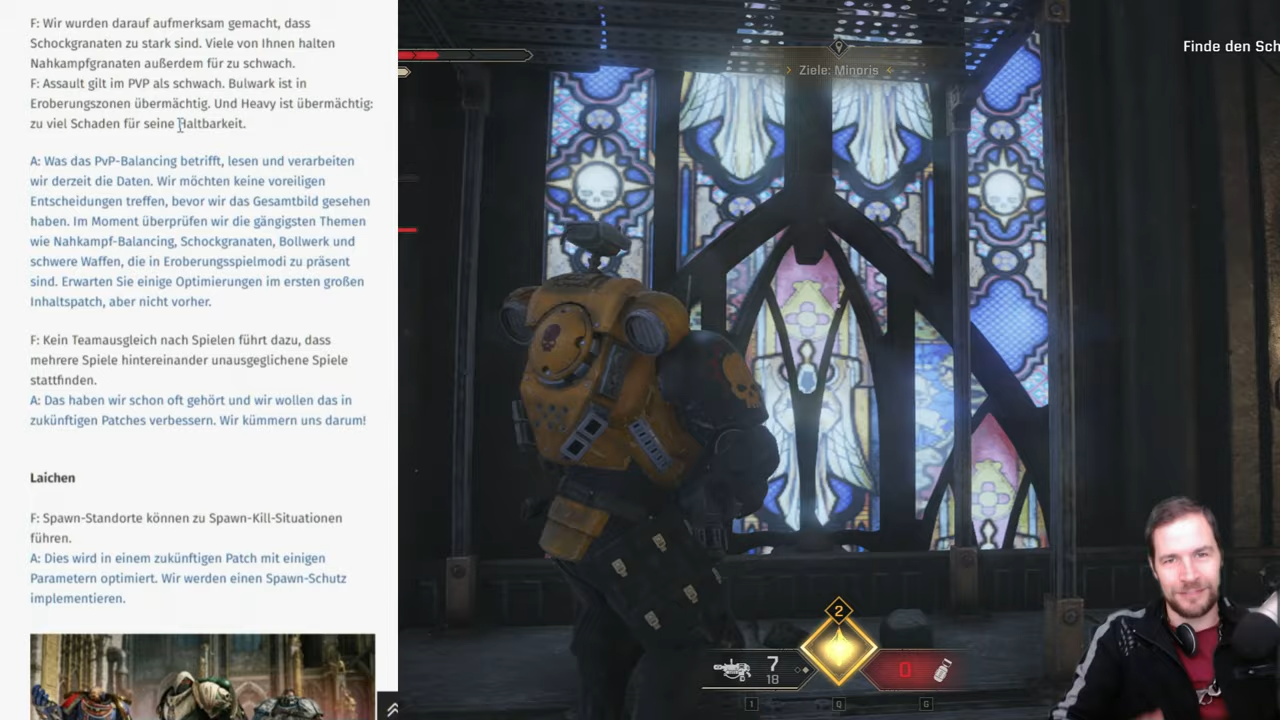 F: Wir wurden darauf aufmerksam gemacht, dass
Schockgranaten zu stark sind. Viele von Ihnen halten
Nahkampfgranaten außerdem für zu schwach.
F: Assault gilt im PVP als schwach. Bulwark ist in
Eroberungszonen übermächtig. Und Heavy ist übermächtig:
zu viel Schaden für seine Haltbarkeit.
A: Was das PvP-Balancing betrifft, lesen und verarbeiten
wir derzeit die Daten. Wir möchten keine voreiligen
Entscheidungen treffen, bevor wir das Gesamtbild gesehen
haben. Im Moment überprüfen wir die gängigsten Themen
wie Nahkampf-Balancing, Schockgranaten, Bollwerk und
schwere Waffen, die in Eroberungsspielmodi zu präsent
sind. Erwarten Sie einige Optimierungen im ersten großen
Inhaltspatch, aber nicht vorher.
F: Kein Teamausgleich nach Spielen führt dazu, dass
mehrere Spiele hintereinander unausgeglichene Spiele
stattfinden.
A: Das haben wir schon oft gehört und wir wollen das in
zukünftigen Patches verbessern. Wir kümmern uns darum!
Laichen
F: Spawn-Standorte können zu Spawn-Kill-Situationen
führen.
A: Dies wird in einem zukünftigen Patch mit einigen
Parametern optimiert. Wir werden einen Spawn-Schutz
implementieren.
Ziele: Minoris
Finde den Sch
2
7
18
0
1
Q
G